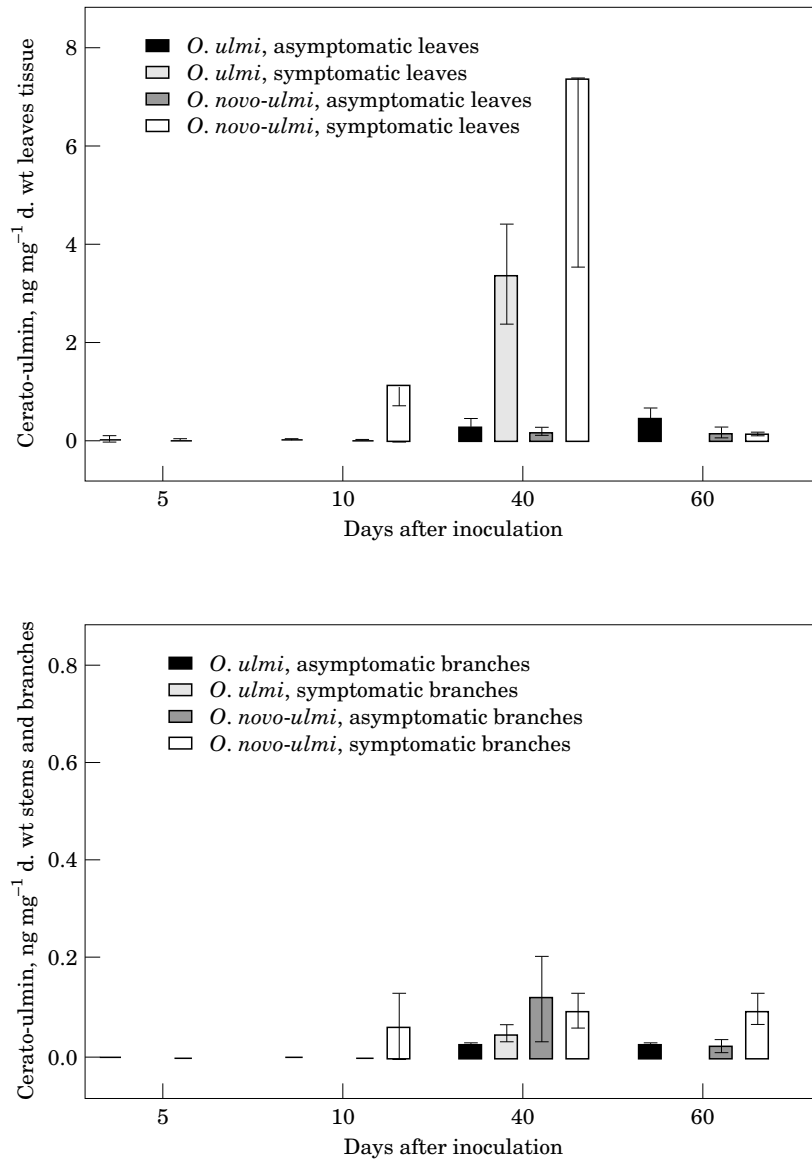 8
6
4
2
0
Cerato-ulmin, ng mg⁻¹ d. wt leaves tissue
O. ulmi, asymptomatic leaves
O. ulmi, symptomatic leaves
O. novo-ulmi, asymptomatic leaves
O. novo-ulmi, symptomatic leaves
5 10 40 60
Days after inoculation
0.8
0.6
0.4
0.2
0.0
Cerato-ulmin, ng mg⁻¹ d. wt stems and branches
O. ulmi, asymptomatic branches
O. ulmi, symptomatic branches
O. novo-ulmi, asymptomatic branches
O. novo-ulmi, symptomatic branches
5 10 40 60
Days after inoculation